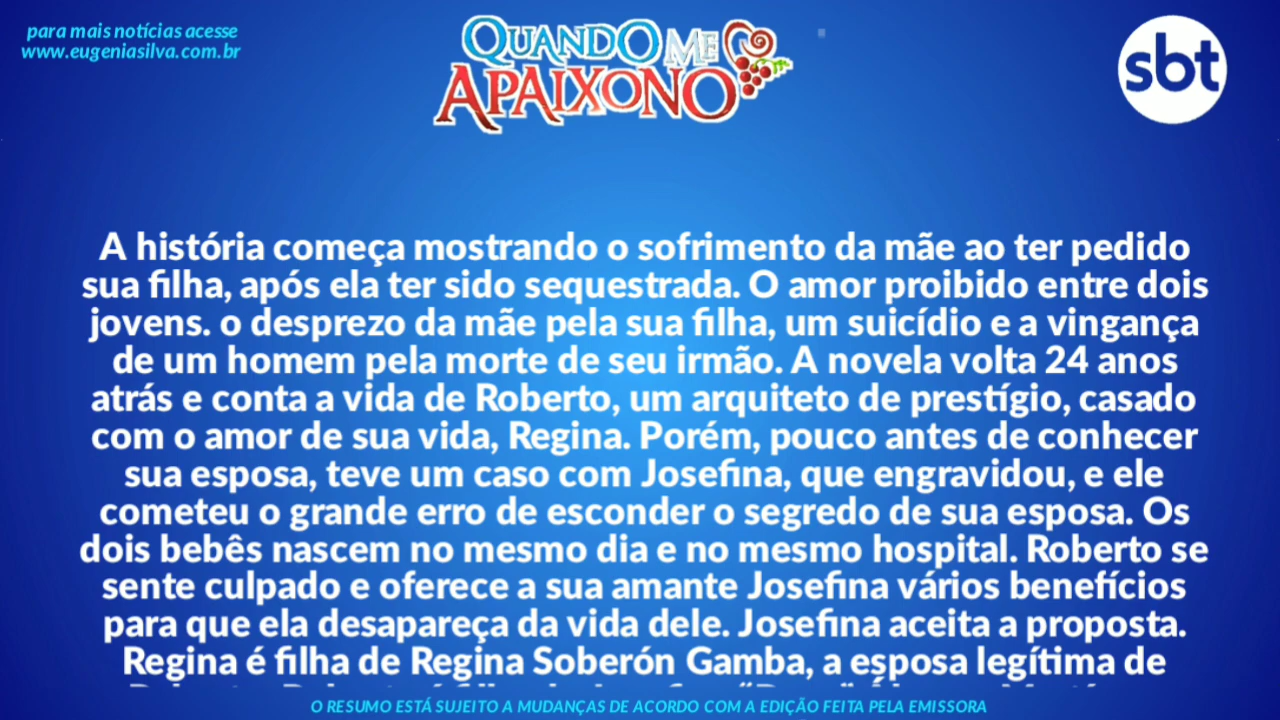 para mais notícias acesse
www.eugeniasilva.com.br
QUANDO ME
APAIXONO
sbt
A história começa mostrando o sofrimento da mãe ao ter pedido
sua filha, após ela ter sido sequestrada. O amor proibido entre dois
jovens. o desprezo da mãe pela sua filha, um suicídio e a vingança
de um homem pela morte de seu irmão. A novela volta 24 anos
atrás e conta a vida de Roberto, um arquiteto de prestígio, casado
com o amor de sua vida, Regina. Porém, pouco antes de conhecer
sua esposa, teve um caso com Josefina, que engravidou, e ele
cometeu o grande erro de esconder o segredo de sua esposa. Os
dois bebês nascem no mesmo dia e no mesmo hospital. Roberto se
sente culpado e oferece a sua amante Josefina vários benefícios
para que ela desapareça da vida dele. Josefina aceita a proposta.
Regina é filha de Regina Soberón Gamba, a esposa legítima de
O RESUMO ESTÁ SUJEITO A MUDANÇAS DE ACORDO COM A EDIÇÃO FEITA PELA EMISSORA